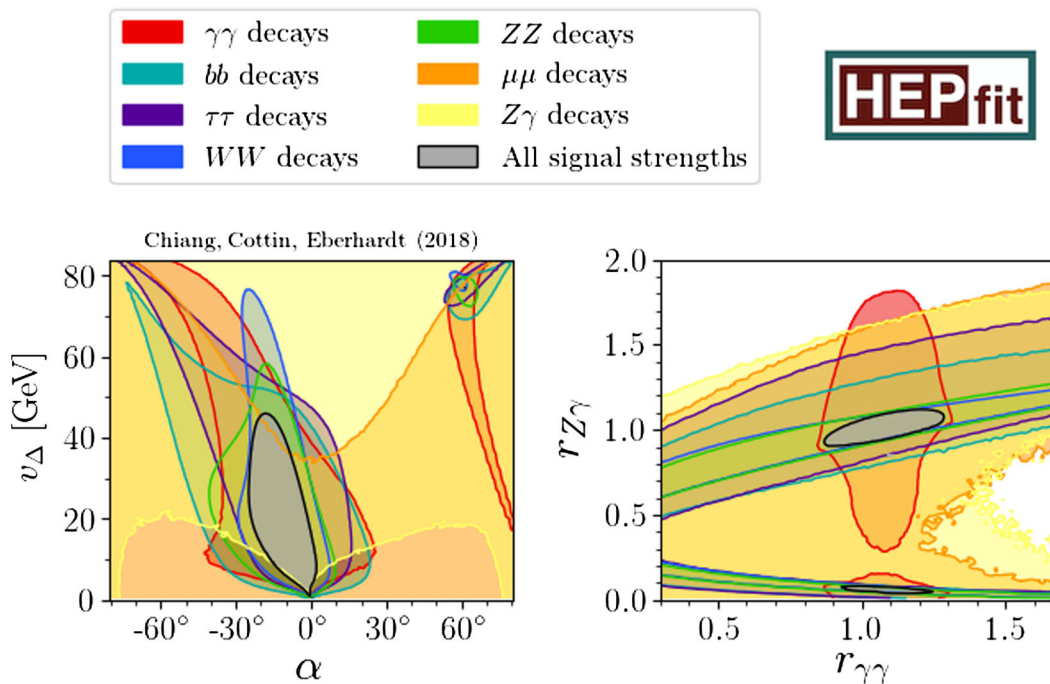 γγ decays
bb decays
ττ decays
WW decays
ZZ decays
μμ decays
Zγ decays
All signal strengths
HEPfit
Chiang, Cottin, Eberhardt (2018)
80
60
40
20
0
v_Δ [GeV]
-60° -30° 0 30° 60°
α
2.0
1.5
1.0
0.5
0.0
r_Zγ
0.5 1.0 1.5
r_γγ